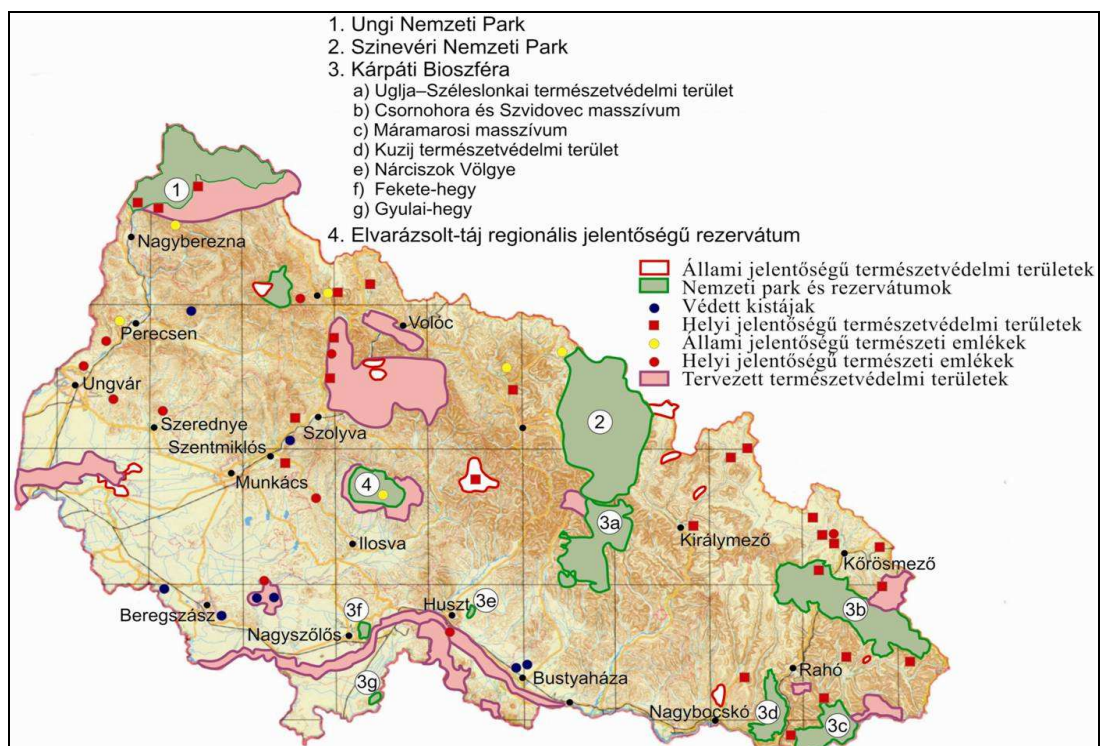 1. Ungi Nemzeti Park
2. Szinevéri Nemzeti Park
3. Kárpáti Bioszféra
a) Uglja–Széleslonkai természetvédelmi terület
b) Csornohora és Szvidovec masszívum
c) Máramarosi masszívum
d) Kuzij természetvédelmi terület
e) Nárciszok Völgye
f) Fekete-hegy
g) Gyulai-hegy
4. Elvarázsolt-táj regionális jelentőségű rezervátum
Állami jelentőségű természetvédelmi területek
Nemzeti park és rezervátumok
Védett kistájak
Helyi jelentőségű természetvédelmi területek
Állami jelentőségű természeti emlékek
Helyi jelentőségű természeti emlékek
Tervezett természetvédelmi területek
1
Nagyberezna
Perecsen
Volóc
Ungvár
Szerednye
Szolyva
2
Szentmiklós
Munkács
4
3a
Ilosva
Királymező
Kőrösmező
Beregszász
3f
Huszt
3e
3b
Nagyszőlős
3g
Bustyaháza
Rahó
Nagybocskó
3d
3c